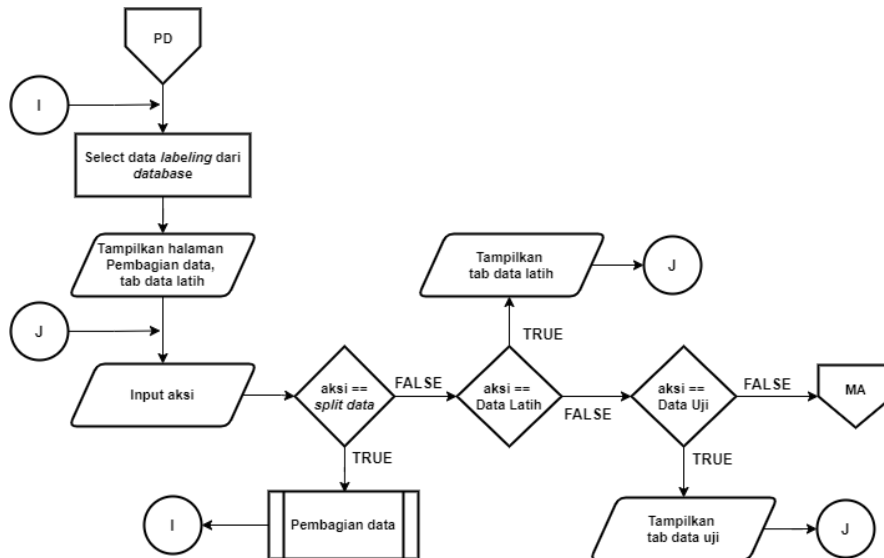 PD
I
Select data labeling dari
database
Tampilkan halaman
Pembagian data,
tab data latih
Tampilkan
tab data latih
J
J
TRUE
Input aksi
aksi ==
split data
FALSE
aksi ==
Data Latih
FALSE
aksi ==
Data Uji
FALSE
MA
TRUE
TRUE
I
Pembagian data
Tampilkan
tab data uji
J